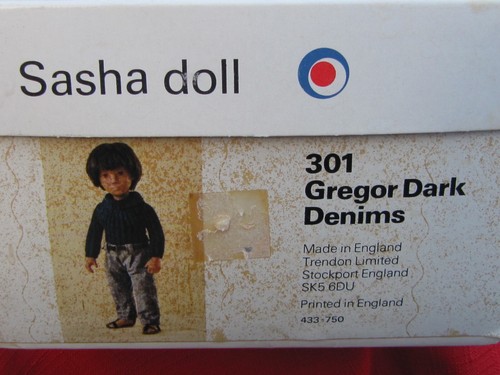 Sasha doll
301
Gregor Dark
Denims
Made in England
Trendon Limited
Stockport England
SK5 6DU
Printed in England
433-750